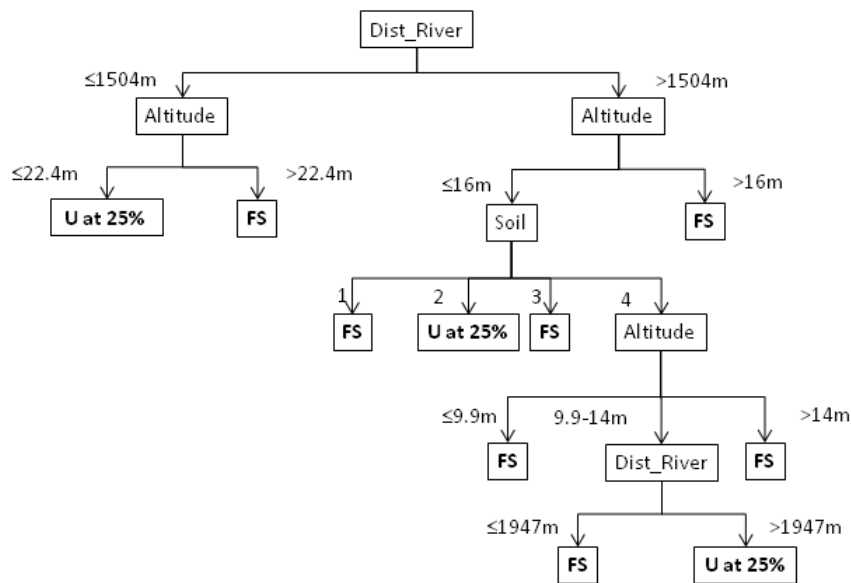 Dist_River
≤1504m >1504m
Altitude Altitude
≤22.4m >22.4m ≤16m >16m
U at 25% FS Soil FS
1 2 3 4
FS U at 25% FS Altitude
≤9.9m 9.9-14m >14m
FS Dist_River FS
≤1947m >1947m
FS U at 25%